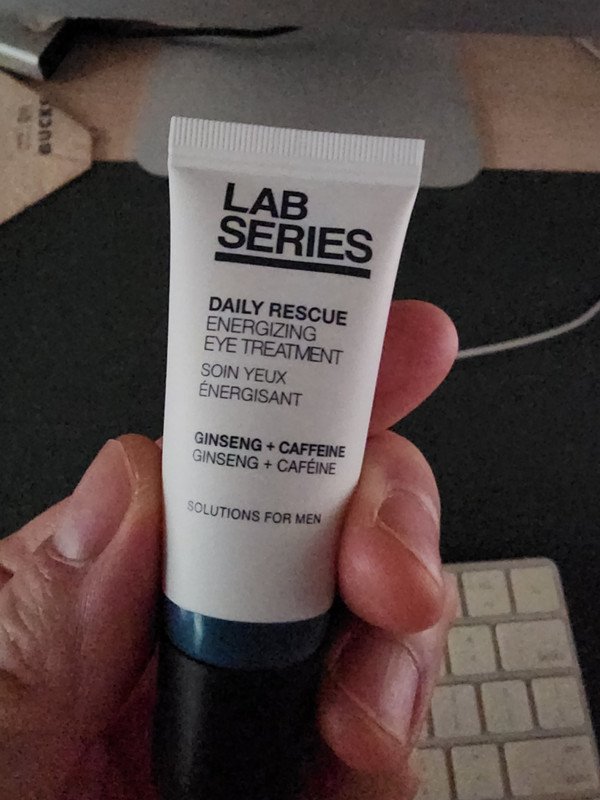 LAB
SERIES
DAILY RESCUE
ENERGIZING
EYE TREATMENT
SOIN YEUX
ÉNERGISANT
GINSENG + CAFFEINE
GINSENG + CAFÉINE
SOLUTIONS FOR MEN